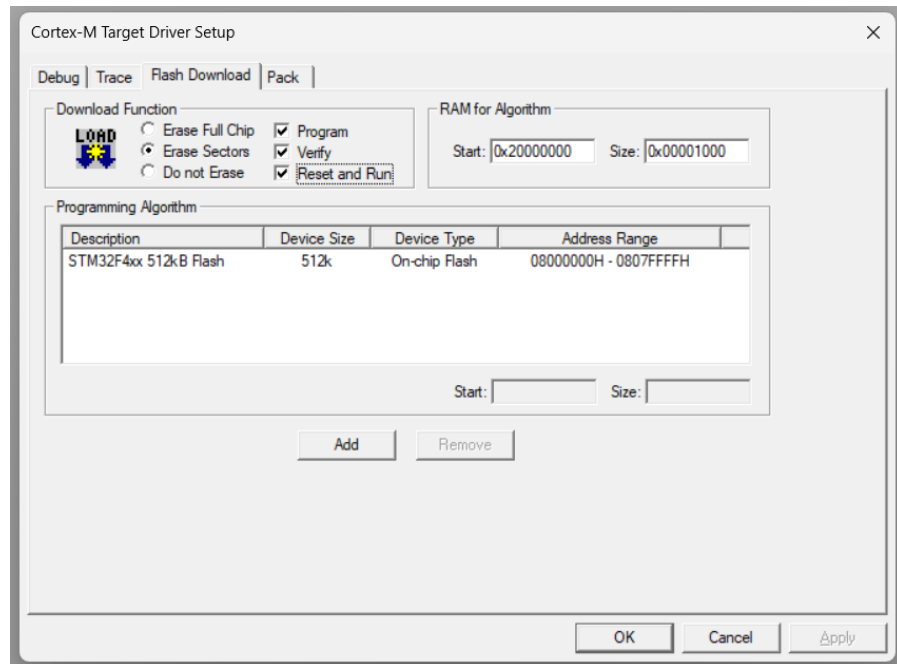 Cortex-M Target Driver Setup
Debug Trace Flash Download Pack
Download Function
LOAD
Erase Full Chip
Erase Sectors
Do not Erase
Program
Verify
Reset and Run
RAM for Algorithm
Start: 0x20000000 Size: 0x00001000
Programming Algorithm
Description Device Size Device Type Address Range
STM32F4xx 512kB Flash 512k On-chip Flash 08000000H - 0807FFFFH
Start: Size:
Add Remove
OK Cancel Apply